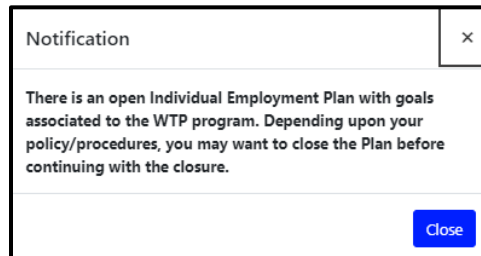 Notification ×
There is an open Individual Employment Plan with goals
associated to the WTP program. Depending upon your
policy/procedures, you may want to close the Plan before
continuing with the closure.
Close